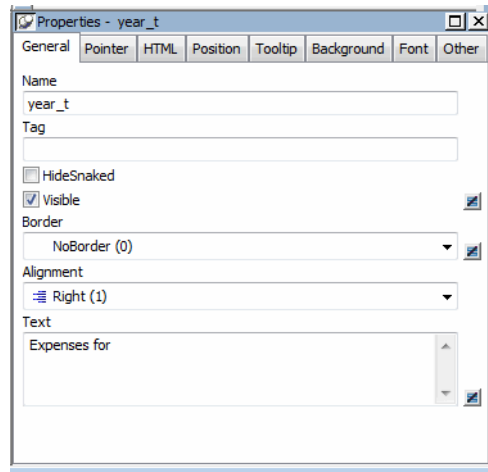 Properties - year_t
General Pointer HTML Position Tooltip Background Font Other
Name
year_t
Tag
HideSnaked
Visible
Border
NoBorder (0)
Alignment
Right (1)
Text
Expenses for